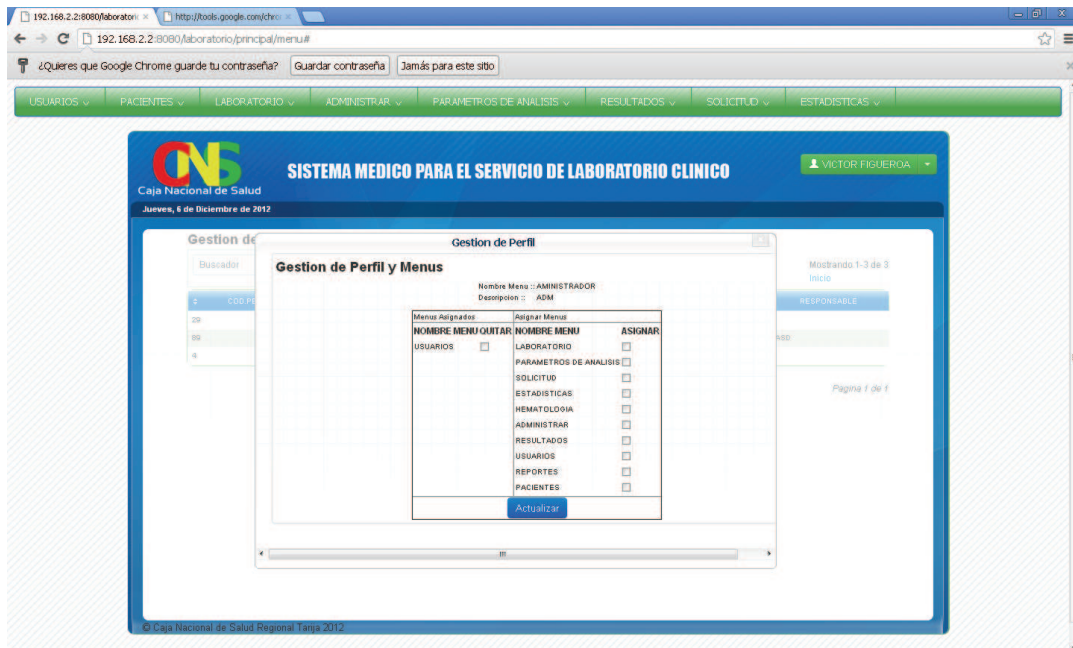 192.168.2.2:8080/laborator
http://tools.google.com/chro
192.168.2.2:8080/laboratorio/principal/menu#
¿Quieres que Google Chrome guarde tu contraseña? Guardar contraseña Jamás para este sitio
USUARIOS PACIENTES LABORATORIO ADMINISTRAR PARAMETROS DE ANALISIS RESULTADOS SOLICITUD ESTADISTICAS
CNS
Caja Nacional de Salud
SISTEMA MEDICO PARA EL SERVICIO DE LABORATORIO CLINICO
VICTOR FIGUEROA
Jueves, 6 de Diciembre de 2012
Gestion de
Gestion de Perfil
Buscador
Gestion de Perfil y Menus
Mostrando 1-3 de 3
Inicio
Nombre Menu :: AMINISTRADOR
Descripcion :: ADM
COD.PE
RESPONSABLE
Menus Asignados Asignar Menus
NOMBRE MENU QUITAR NOMBRE MENU ASIGNAR
29
89
4
USUARIOS LABORATORIO
PARAMETROS DE ANALISIS
SOLICITUD
ESTADISTICAS
HEMATOLOGIA
ADMINISTRAR
RESULTADOS
USUARIOS
REPORTES
PACIENTES
Pagina 1 de 1
Actualizar
© Caja Nacional de Salud Regional Tarija 2012